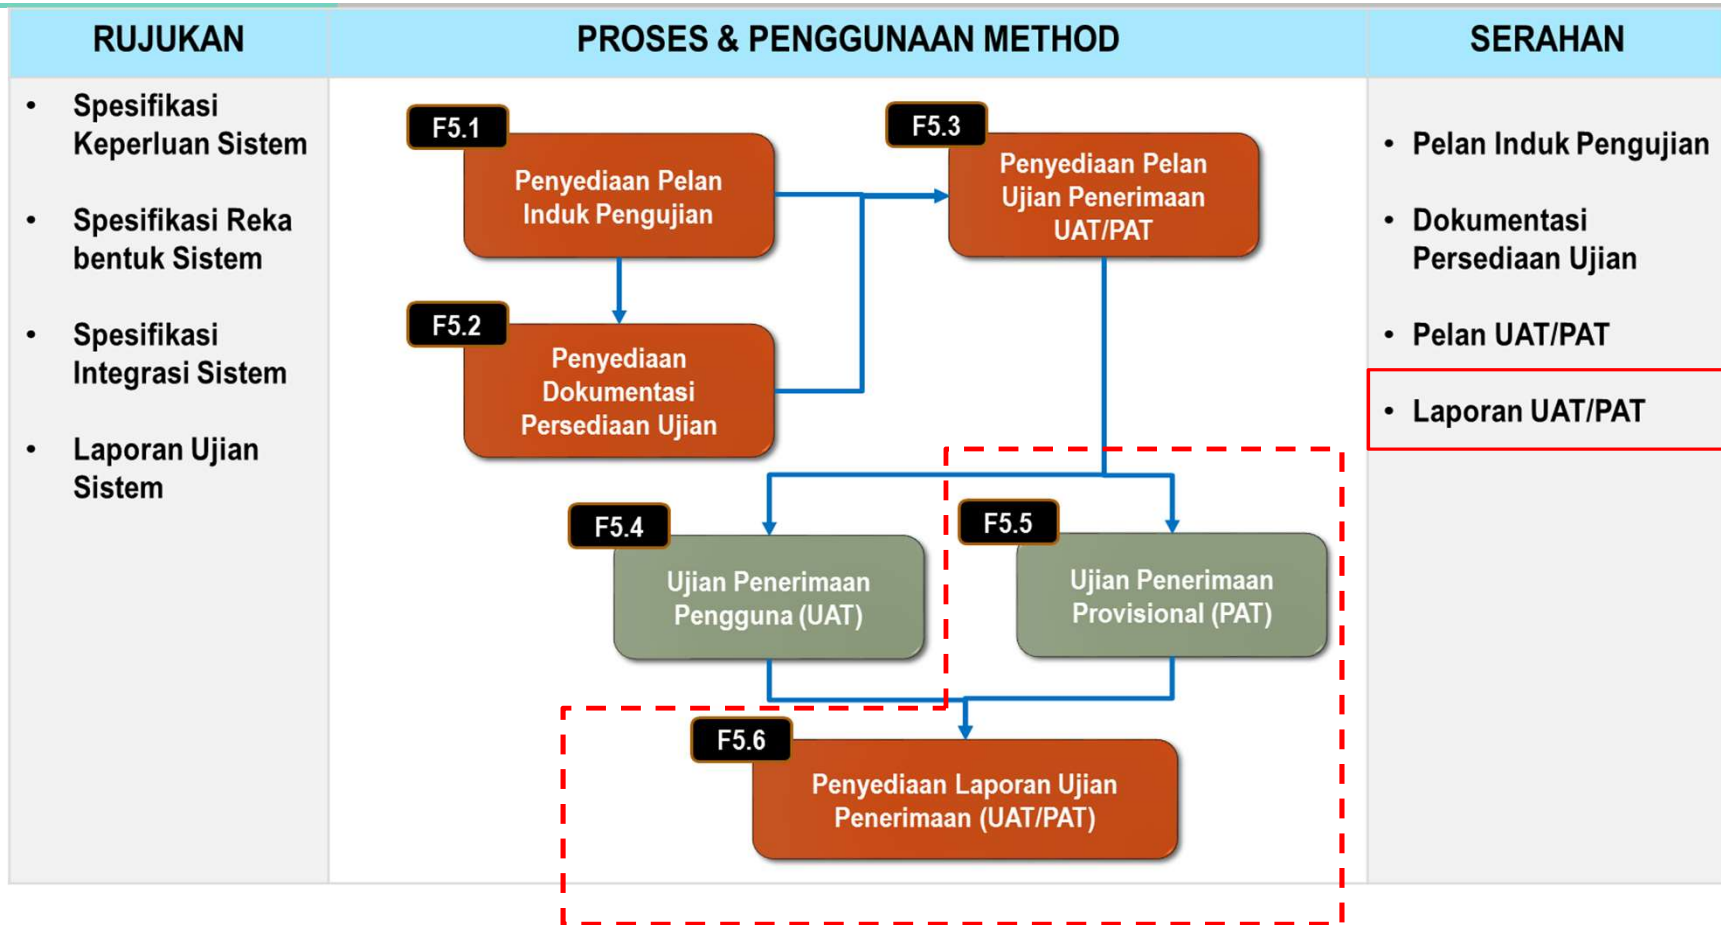 RUJUKAN
PROSES & PENGGUNAAN METHOD
SERAHAN
• Spesifikasi
Keperluan Sistem
• Spesifikasi Reka
bentuk Sistem
• Spesifikasi
Integrasi Sistem
• Laporan Ujian
Sistem
F5.1
Penyediaan Pelan
Induk Pengujian
F5.3
Penyediaan Pelan
Ujian Penerimaan
UAT/PAT
F5.2
Penyediaan
Dokumentasi
Persediaan Ujian
F5.4
Ujian Penerimaan
Pengguna (UAT)
F5.5
Ujian Penerimaan
Provisional (PAT)
F5.6
Penyediaan Laporan Ujian
Penerimaan (UAT/PAT)
• Pelan Induk Pengujian
• Dokumentasi
Persediaan Ujian
• Pelan UAT/PAT
• Laporan UAT/PAT